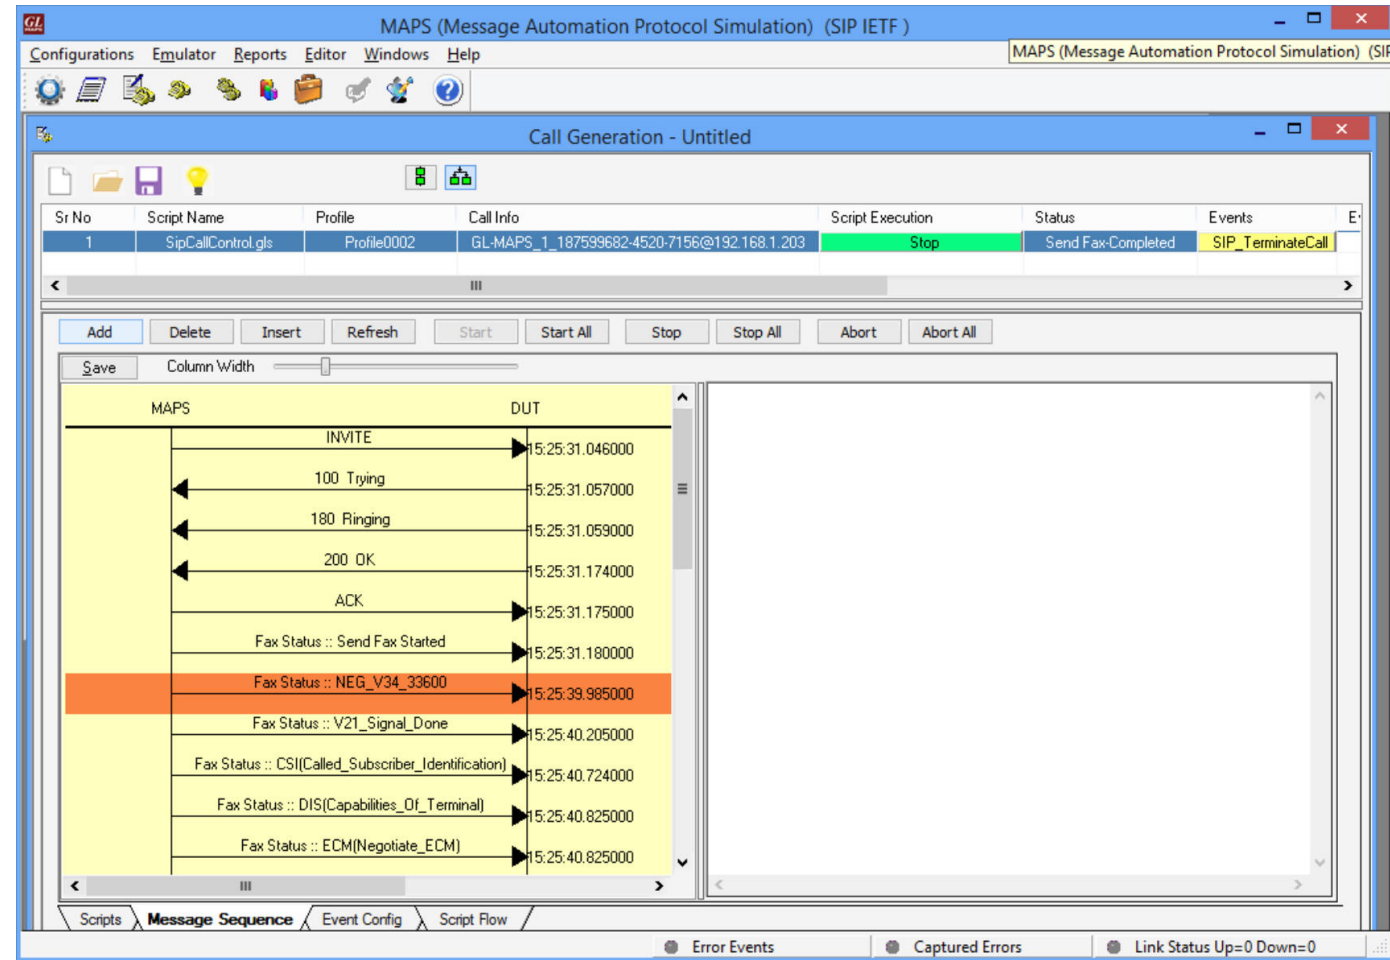 GL
MAPS
MAPS (Message Automation Protocol Simulation) (SIP IETF )
Configurations Emulator Reports Editor Windows Help
MAPS (Message Automation Protocol Simulation) (SIP
Call Generation - Untitled
Sr No Script Name Profile Call Info Script Execution Status Events E
1 SipCallControl.gls Profile0002 GL-MAPS_1_187599682-4520-7156@192.168.1.203 Stop Send Fax-Completed SIP_TerminateCall
Add Delete Insert Refresh Start Start All Stop Stop All Abort Abort All
Save Column Width
MAPS DUT
INVITE
15:25:31.046000
100 Trying
15:25:31.057000
180 Ringing
15:25:31.059000
200 OK
15:25:31.174000
ACK
15:25:31.175000
Fax Status :: Send Fax Started
15:25:31.180000
Fax Status :: NEG_V34_33600
15:25:39.985000
Fax Status :: V21_Signal_Done
15:25:40.205000
Fax Status :: CSI(Called_Subscriber_Identification)
15:25:40.724000
Fax Status :: DIS(Capabilities_Of_Terminal)
15:25:40.825000
Fax Status :: ECM(Negotiate_ECM)
15:25:40.825000
Scripts Message Sequence Event Config Script Flow
Error Events Captured Errors Link Status Up=0 Down=0